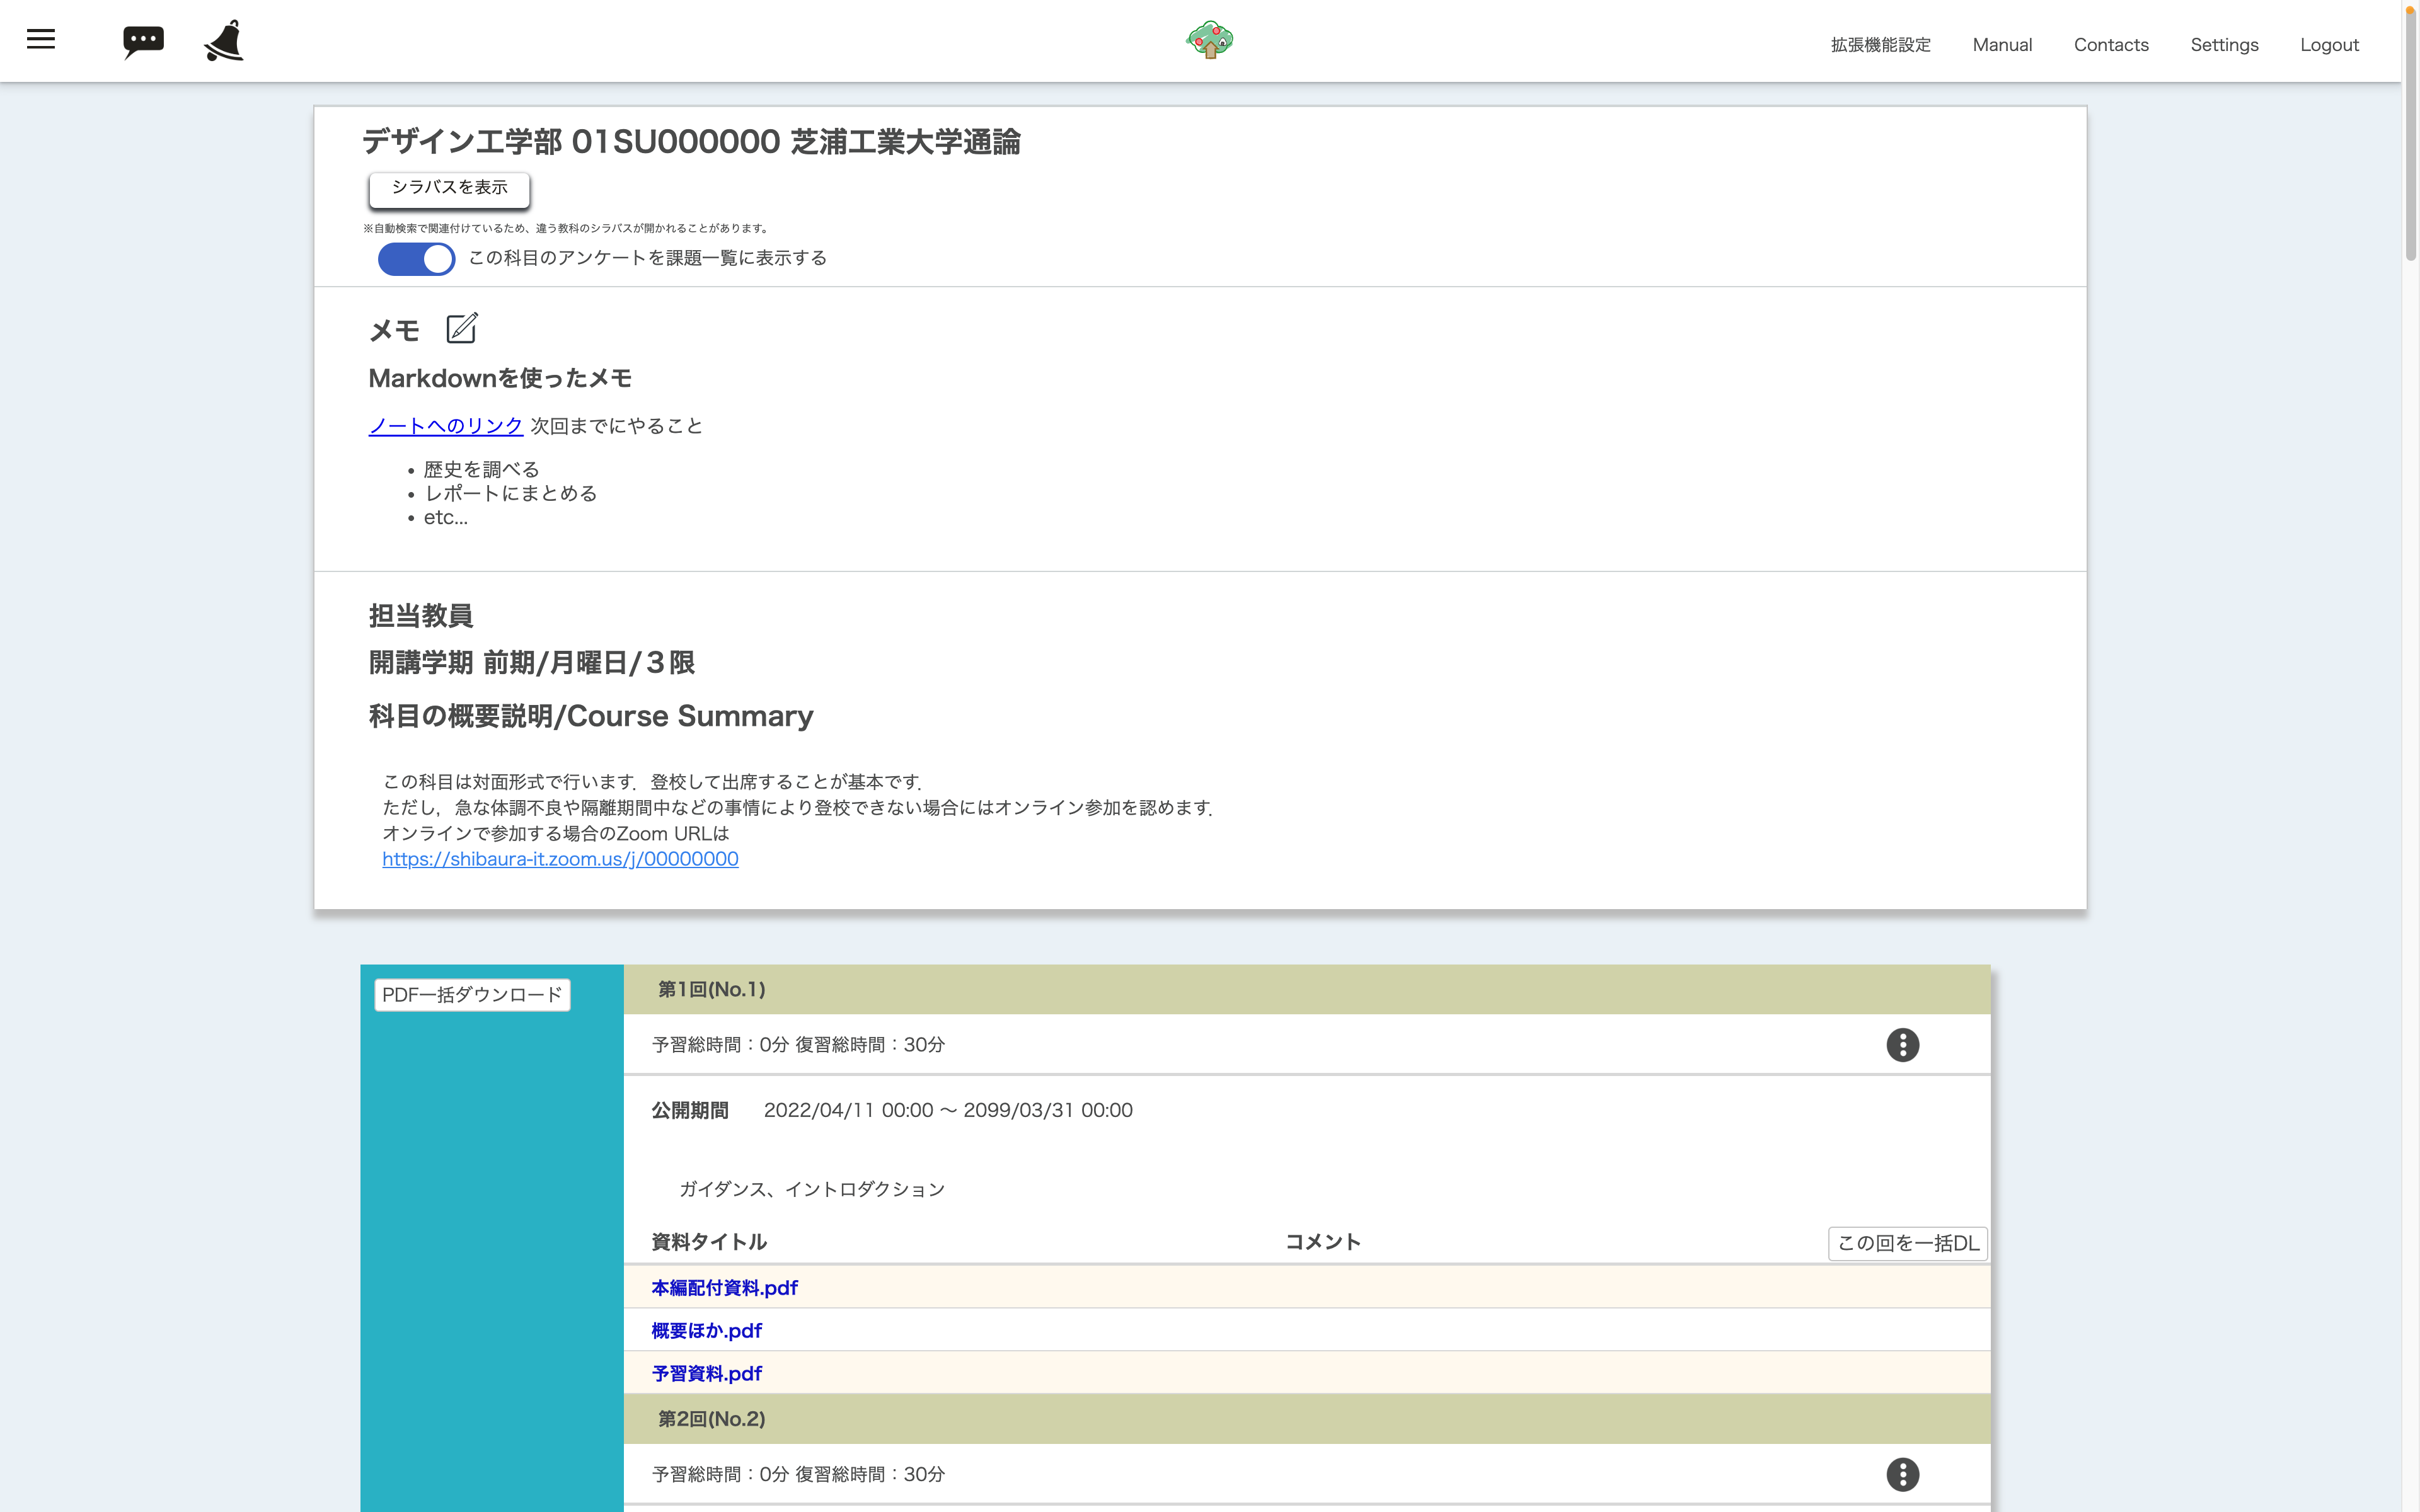 拡張機能設定 Manual Contacts Settings Logout
デザイン工学部 01SU000000 芝浦工業大学通論
シラバスを表示
※自動検索で関連付けているため、違う教科のシラバスが開かれることがあります。
この科目のアンケートを課題一覧に表示する
メモ
Markdownを使ったメモ
ノートへのリンク 次回までにやること
• 歴史を調べる
• レポートにまとめる
• etc...
担当教員
開講学期 前期/月曜日/３限
科目の概要説明/Course Summary
この科目は対面形式で行います．登校して出席することが基本です．
ただし，急な体調不良や隔離期間中などの事情により登校できない場合にはオンライン参加を認めます．
オンラインで参加する場合のZoom URLは
https://shibaura-it.zoom.us/j/00000000
PDF一括ダウンロード
第1回(No.1)
予習総時間：0分 復習総時間：30分
公開期間 2022/04/11 00:00 ～ 2099/03/31 00:00
ガイダンス、イントロダクション
資料タイトル コメント この回を一括DL
本編配付資料.pdf
概要ほか.pdf
予習資料.pdf
第2回(No.2)
予習総時間：0分 復習総時間：30分